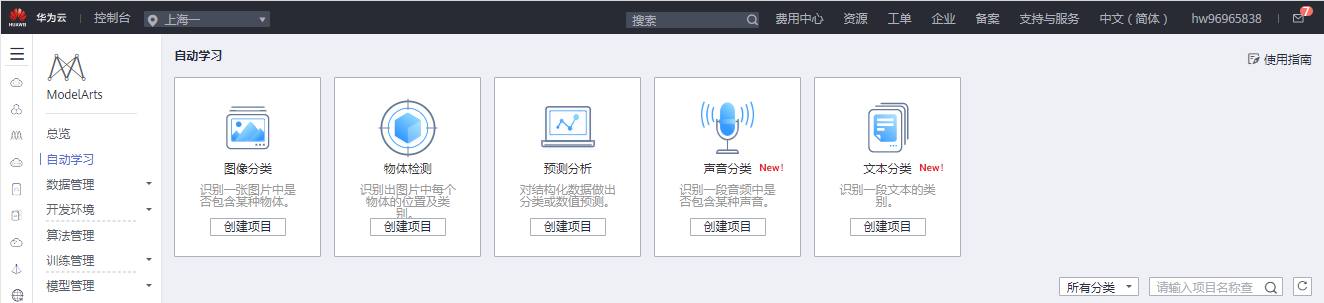 HUAWEI 华为云 控制台 上海一 搜索 费用中心 资源 工单 企业 备案 支持与服务 中文（简体） hw96965838 7
ModelArts
总览
自动学习
数据管理
开发环境
算法管理
训练管理
模型管理
自动学习
使用指南
图像分类
识别一张图片中是
否包含某种物体。
创建项目
物体检测
识别出图片中每个
物体的位置及类
别。
创建项目
预测分析
对结构化数据做出
分类或数值预测。
创建项目
声音分类 New!
识别一段音频中是
否包含某种声音。
创建项目
文本分类 New!
识别一段文本的类
别。
创建项目
所有分类 请输入项目名称查